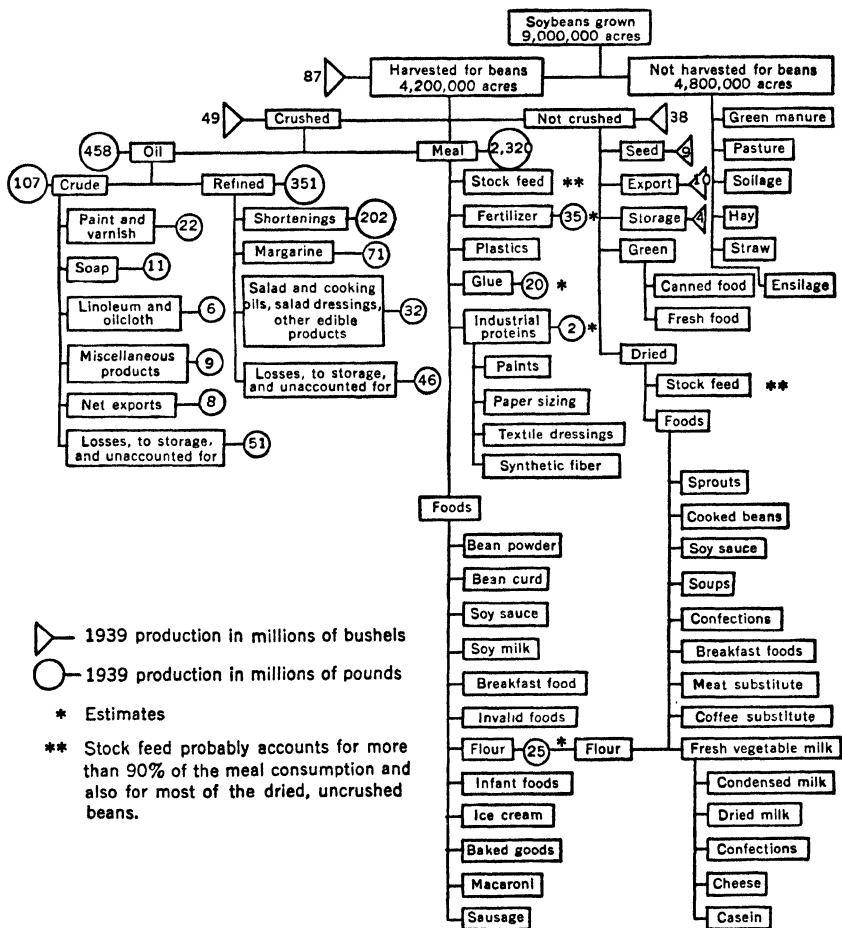 Soybeans grown
9,000,000 acres
87
Harvested for beans
4,200,000 acres
Not harvested for beans
4,800,000 acres
49
Crushed
Not crushed
38
Green manure
458
Oil
Meal
2,320
Seed
9
Pasture
107
Crude
Refined
351
Stock feed
**
Export
10
Soilage
Paint and
varnish
22
Shortenings
202
Fertilizer
35
*
Storage
4
Hay
Soap
11
Margarine
71
Plastics
Green
Straw
Linoleum and
oilcloth
6
Salad and cooking
oils, salad dressings,
other edible
products
32
Glue
20
*
Canned food
Ensilage
Industrial
proteins
2
*
Fresh food
Miscellaneous
products
9
Losses, to storage,
and unaccounted for
46
Paints
Dried
Net exports
8
Paper sizing
Stock feed
**
Losses, to storage,
and unaccounted for
51
Textile dressings
Foods
Synthetic fiber
Foods
Sprouts
Cooked beans
Bean powder
Soy sauce
Bean curd
Soups
Soy sauce
Confections
Soy milk
Breakfast foods
Breakfast food
Meat substitute
Invalid foods
Coffee substitute
Flour
25
*
Flour
Fresh vegetable milk
Infant foods
Condensed milk
Ice cream
Dried milk
Baked goods
Confections
Macaroni
Cheese
Sausage
Casein
1939 production in millions of bushels
1939 production in millions of pounds
* Estimates
** Stock feed probably accounts for more
than 90% of the meal consumption and
also for most of the dried, uncrushed
beans.